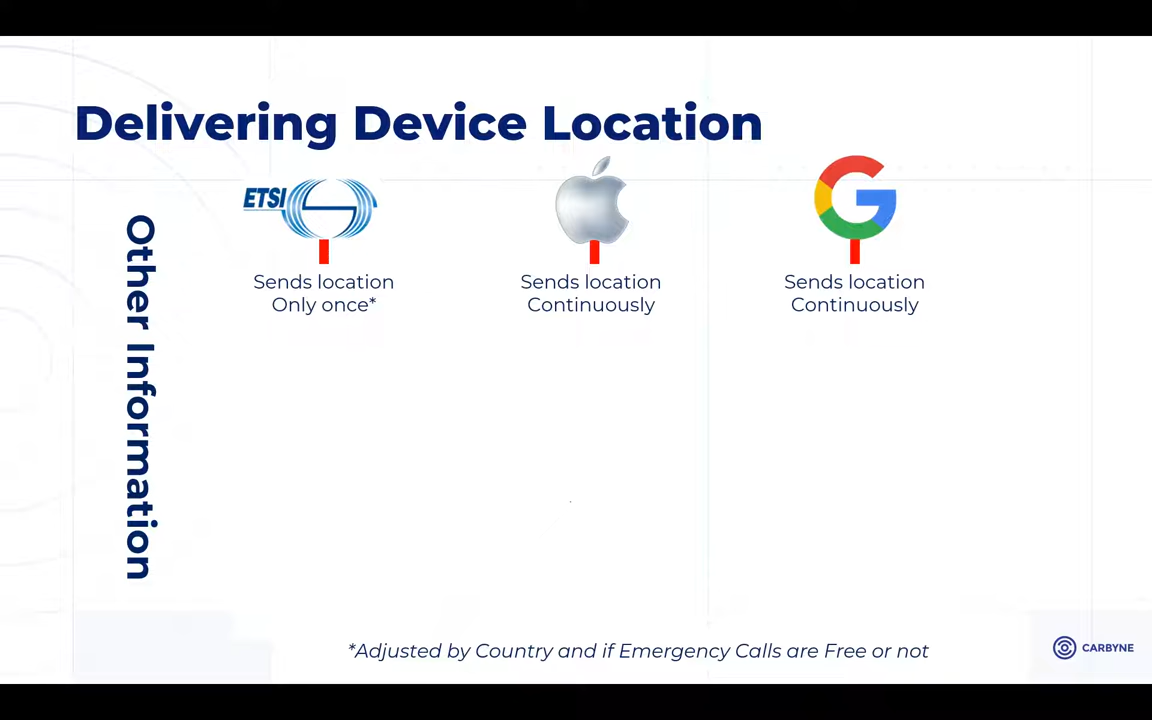 Delivering Device Location
Other Information
ETSI
Sends location
Only once*
Sends location
Continuously
Sends location
Continuously
*Adjusted by Country and if Emergency Calls are Free or not
CARBYNE